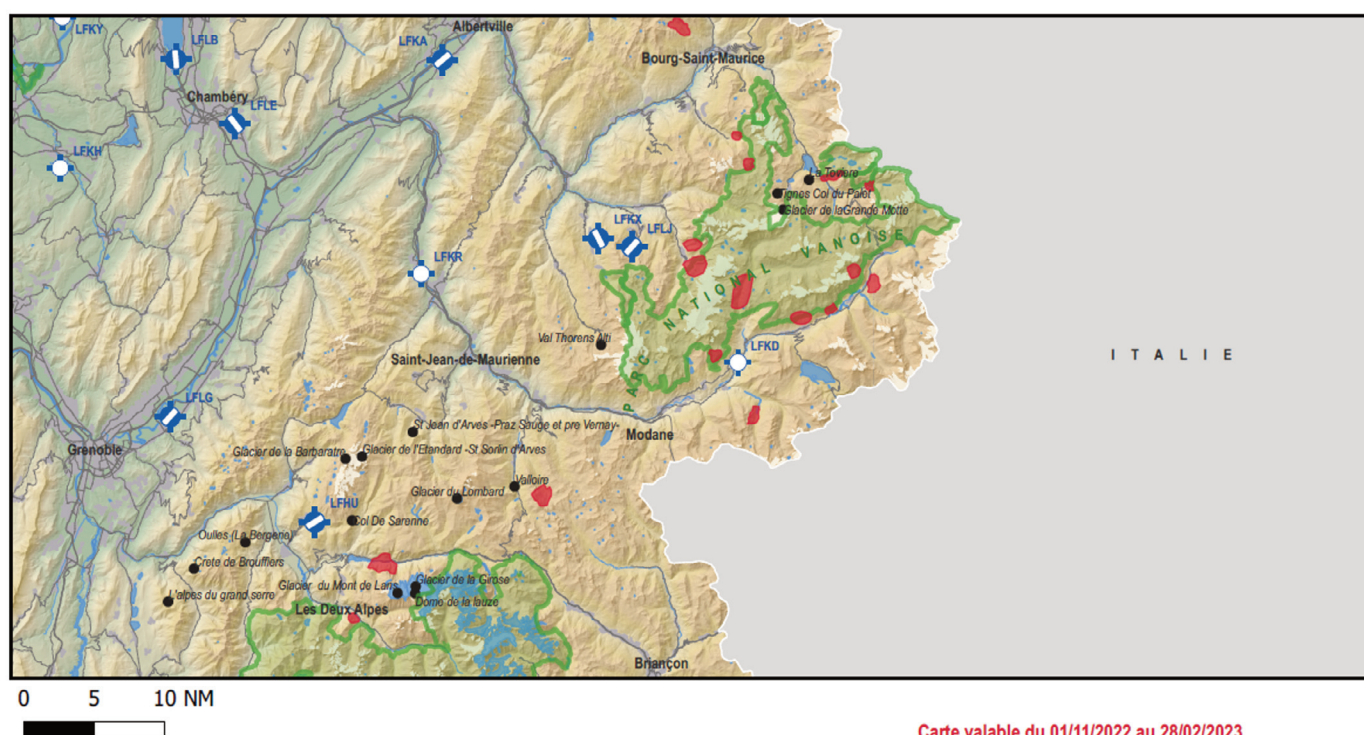 Albertville
LFKY
LFLB
LFKA
Bourg-Saint-Maurice
Chambéry
LFLE
LFKH
La Tovière
Tignes Col du Palet
Glacier de laGrande Motte
LFKX
LFLJ
LFKR
PARC NATIONAL VANOISE
Val Thorens Alti
Saint-Jean-de-Maurienne
LFKD
ITALIE
LFLG
St Jean d'Arves -Praz Sauge et pre Vernay-
Modane
Grenoble
Glacier de la Barbaratre
Glacier de l'Etandard -St Sorlin d'Arves
Valloire
Glacier du Lombard
LFHU
Col De Sarenne
Oulles (La Bergerie)
Crete de Brouffiers
L'alpes du grand serre
Glacier du Mont de Lans
Glacier de la Girose
Dome de la lauze
Les Deux Alpes
Briançon
0 5 10 NM
Carte valable du 01/11/2022 au 28/02/2023